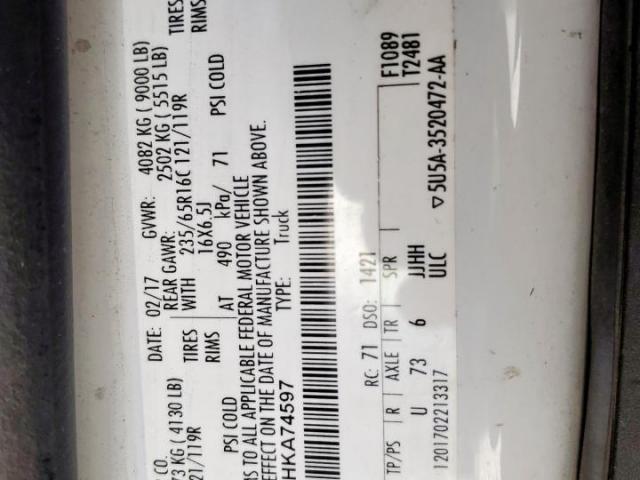 DATE: 02/17 GVWR: 4082 KG ( 9000 LB)
CO. REAR GAWR: 2502 KG ( 5515 LB)
73 KG ( 4130 LB) WITH 235/65R16C 121/119R TIRES
21/119R TIRES 16X6.5J RIMS
RIMS AT 490 kPa/ 71 PSI COLD
PSI COLD
S TO ALL APPLICABLE FEDERAL MOTOR VEHICLE
EFFECT ON THE DATE OF MANUFACTURE SHOWN ABOVE.
HKA74597 TYPE: Truck
RC: 71 DSO: 1421 F1089
T2481
TP/PS R AXLE TR SPR
U 73 6 JJHH
ULC
1201702213317 ▽5U5A-3520472-AA